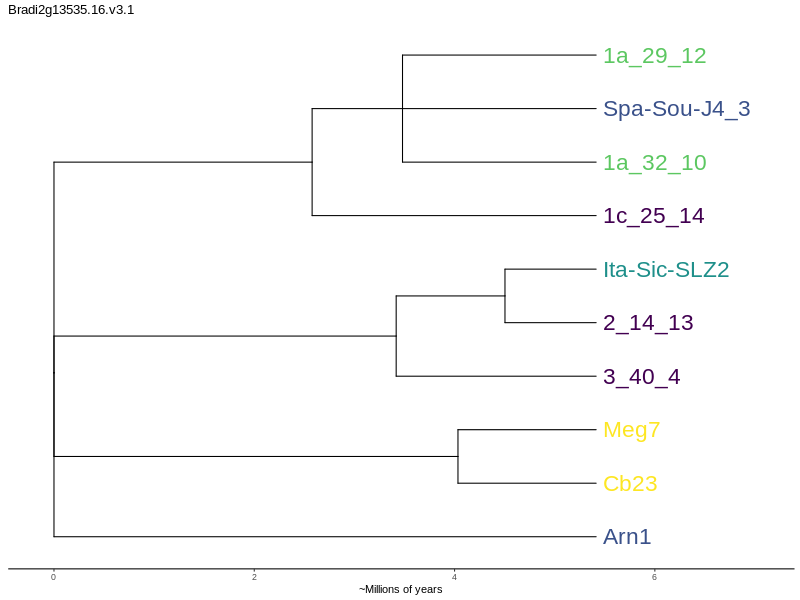 Bradi2g13535.16.v3.1
1a_29_12
Spa-Sou-J4_3
1a_32_10
1c_25_14
Ita-Sic-SLZ2
2_14_13
3_40_4
Meg7
Cb23
Arn1
0 2 4 6
~Millions of years